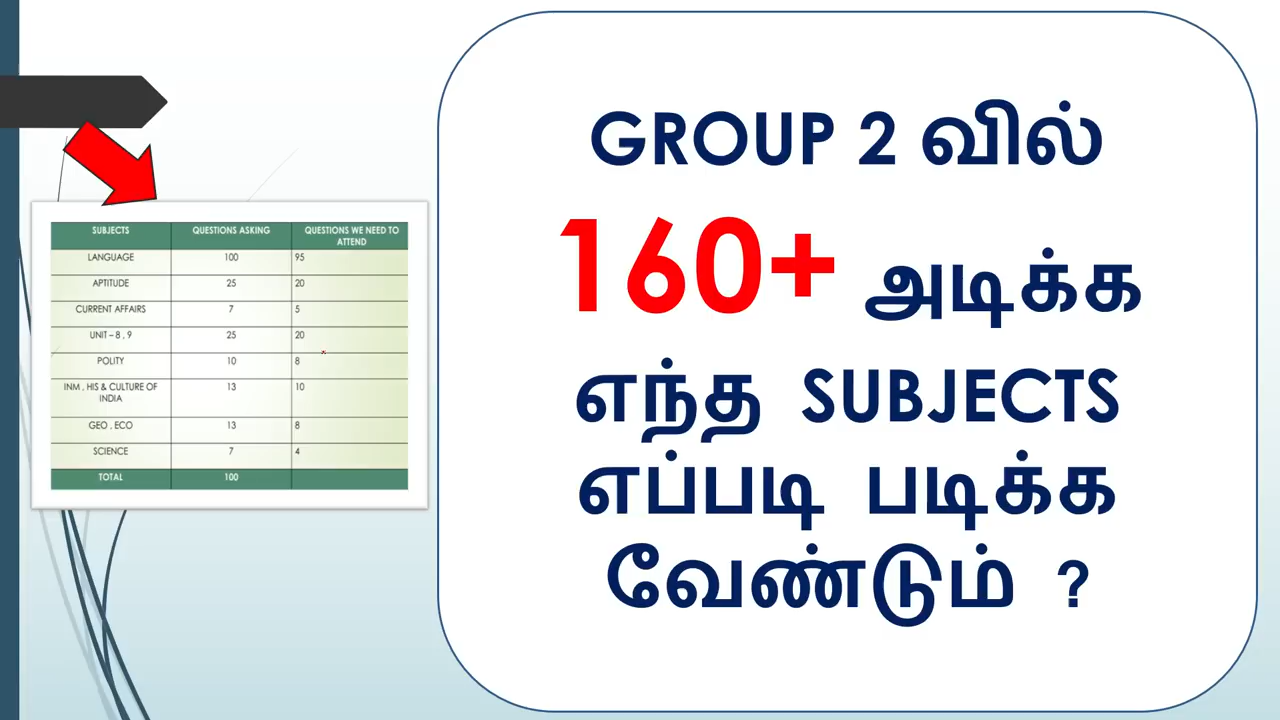 SUBJECTS QUESTIONS ASKING QUESTIONS WE NEED TO ATTEND
LANGUAGE 100 95
APTITUDE 25 20
CURRENT AFFAIRS 7 5
UNIT – 8 , 9 25 20
POLITY 10 8
INM , HIS & CULTURE OF INDIA 13 10
GEO , ECO 13 8
SCIENCE 7 4
TOTAL 100
GROUP 2 வில்
160+ அடிக்க
எந்த SUBJECTS
எப்படி படிக்க
வேண்டும் ?